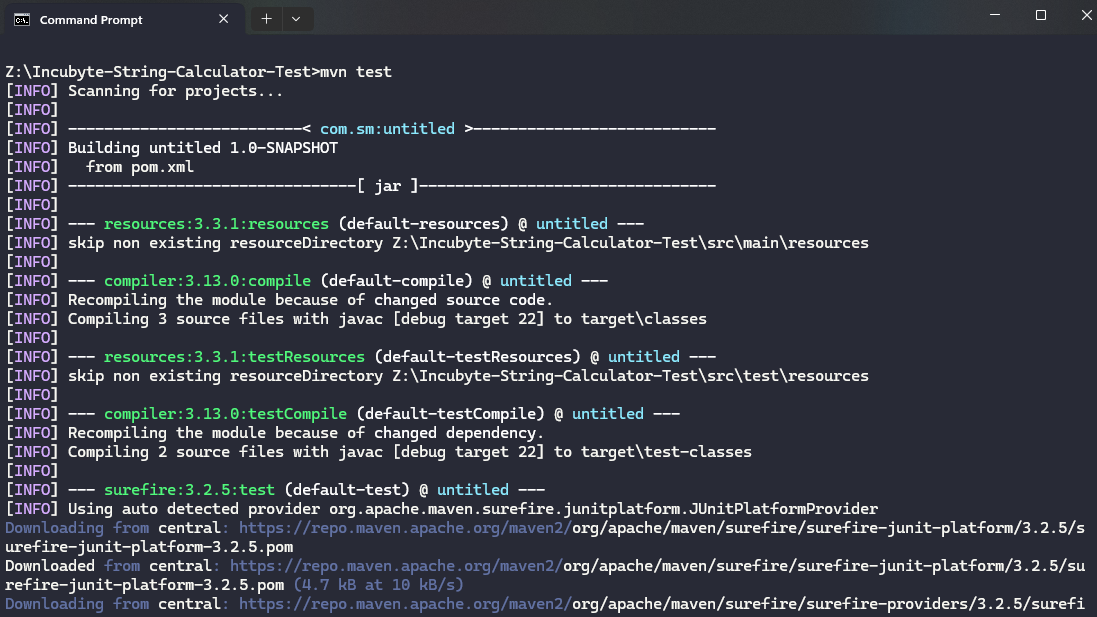 Command Prompt
Z:\Incubyte-String-Calculator-Test>mvn test
[INFO] Scanning for projects...
[INFO]
[INFO] --------------------------< com.sm:untitled >---------------------------
[INFO] Building untitled 1.0-SNAPSHOT
[INFO]   from pom.xml
[INFO] --------------------------------[ jar ]---------------------------------
[INFO]
[INFO] --- resources:3.3.1:resources (default-resources) @ untitled ---
[INFO] skip non existing resourceDirectory Z:\Incubyte-String-Calculator-Test\src\main\resources
[INFO]
[INFO] --- compiler:3.13.0:compile (default-compile) @ untitled ---
[INFO] Recompiling the module because of changed source code.
[INFO] Compiling 3 source files with javac [debug target 22] to target\classes
[INFO]
[INFO] --- resources:3.3.1:testResources (default-testResources) @ untitled ---
[INFO] skip non existing resourceDirectory Z:\Incubyte-String-Calculator-Test\src\test\resources
[INFO]
[INFO] --- compiler:3.13.0:testCompile (default-testCompile) @ untitled ---
[INFO] Recompiling the module because of changed dependency.
[INFO] Compiling 2 source files with javac [debug target 22] to target\test-classes
[INFO]
[INFO] --- surefire:3.2.5:test (default-test) @ untitled ---
[INFO] Using auto detected provider org.apache.maven.surefire.junitplatform.JUnitPlatformProvider
Downloading from central: https://repo.maven.apache.org/maven2/org/apache/maven/surefire/surefire-junit-platform/3.2.5/s
urefire-junit-platform-3.2.5.pom
Downloaded from central: https://repo.maven.apache.org/maven2/org/apache/maven/surefire/surefire-junit-platform/3.2.5/su
refire-junit-platform-3.2.5.pom (4.7 kB at 10 kB/s)
Downloading from central: https://repo.maven.apache.org/maven2/org/apache/maven/surefire/surefire-providers/3.2.5/surefi